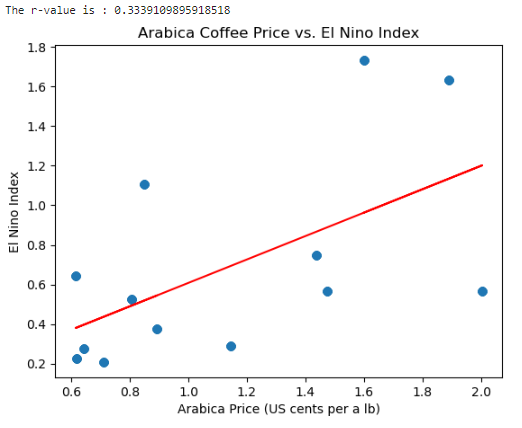 The r-value is : 0.3339109895918518
Arabica Coffee Price vs. El Nino Index
1.8
1.6
1.4
1.2
1.0
0.8
0.6
0.4
0.2
El Nino Index
0.6 0.8 1.0 1.2 1.4 1.6 1.8 2.0
Arabica Price (US cents per a lb)